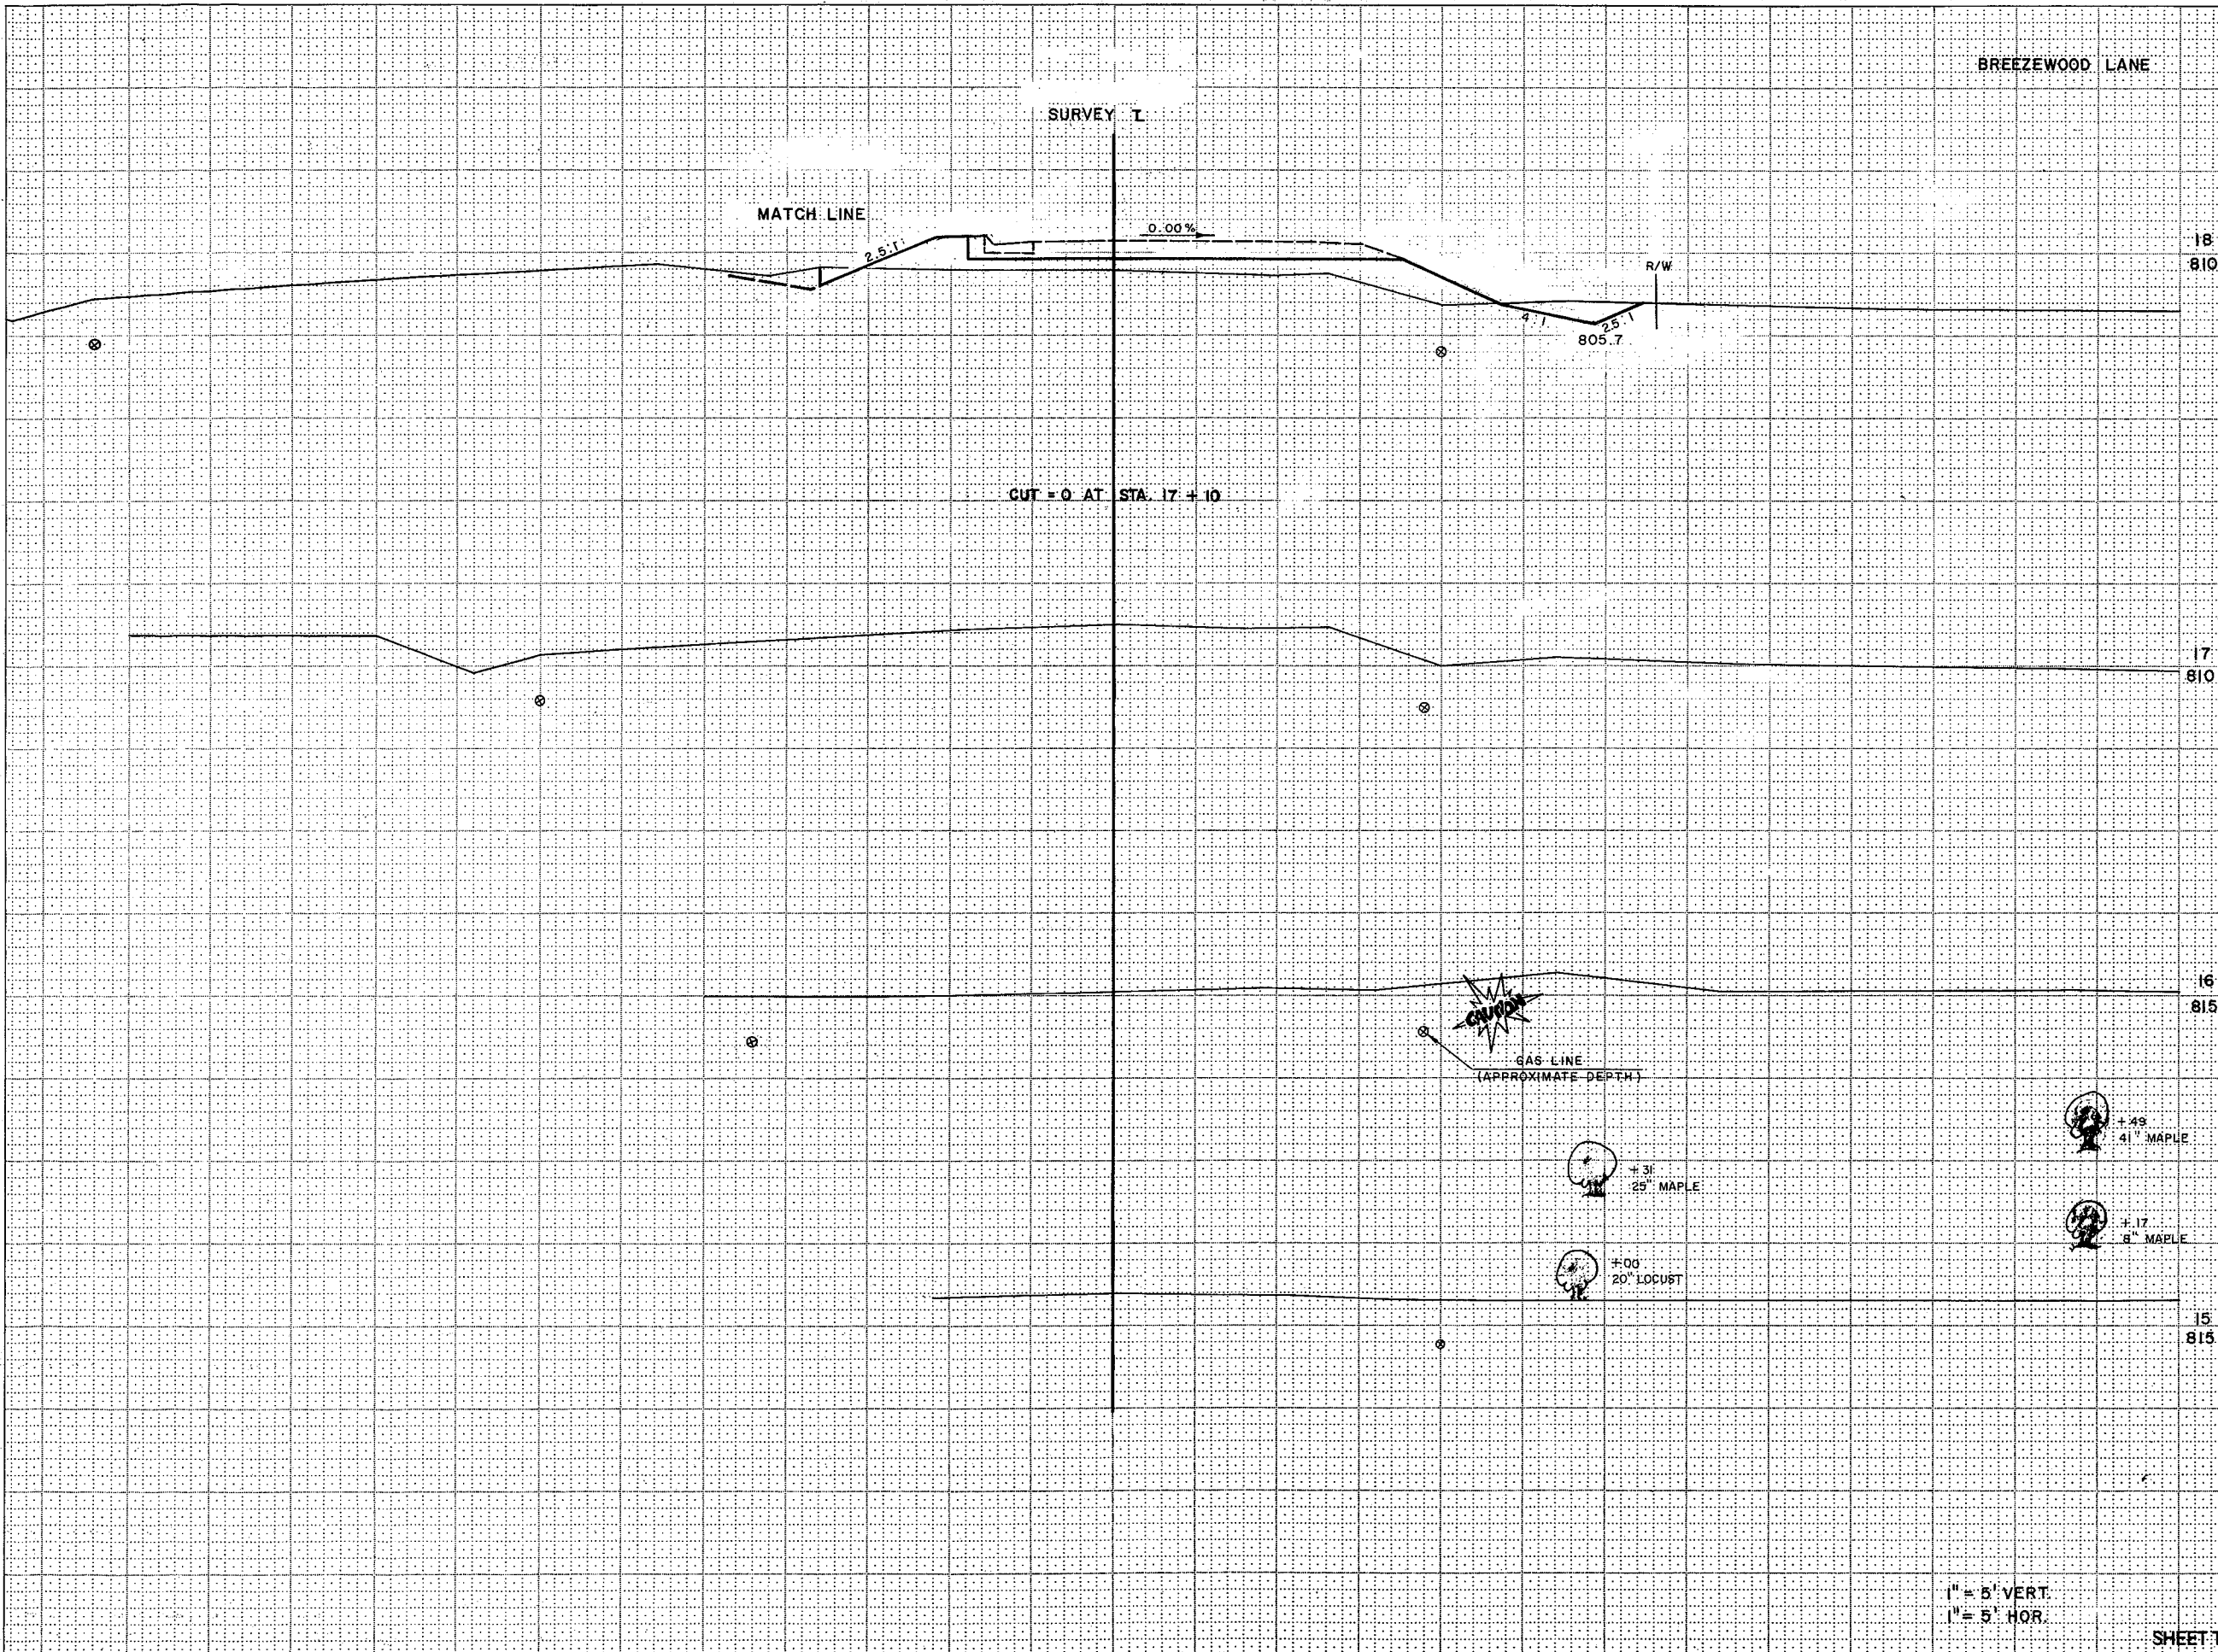 BREEZEWOOD LANE
SURVEY ℄
MATCH LINE
2.5:1
0.00%
18
810
R/W
4:1
2.5:1
805.7
CUT = 0 AT STA. 17 + 10
17
810
16
815
CAUTION
GAS LINE
(APPROXIMATE DEPTH)
+49
41" MAPLE
+31
25" MAPLE
+17
8" MAPLE
+00
20" LOCUST
15
815
1" = 5' VERT.
1" = 5' HOR.
SHEET